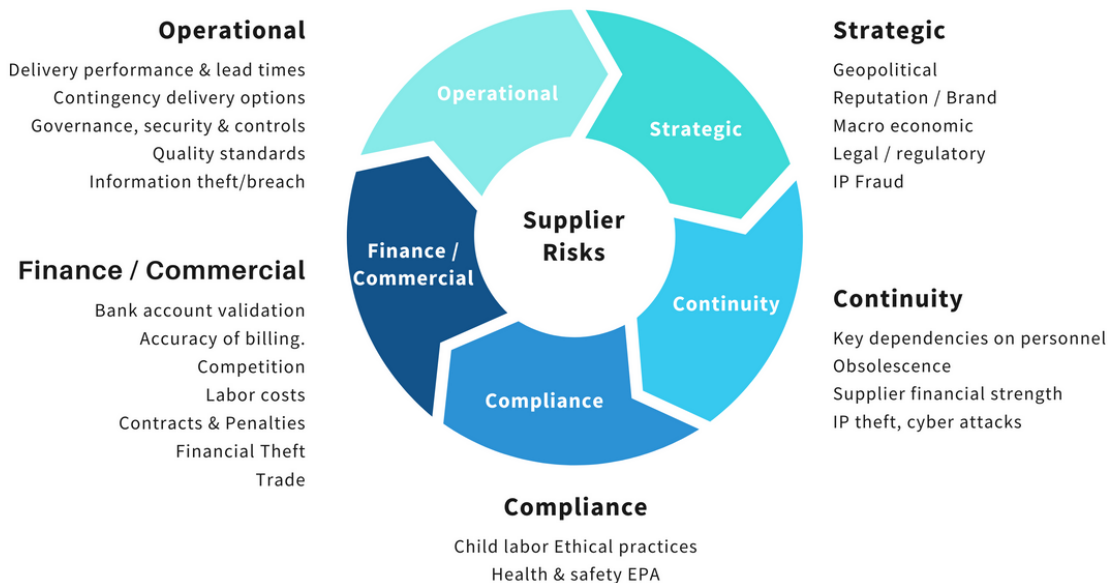 Operational
Delivery performance & lead times
Contingency delivery options
Governance, security & controls
Quality standards
Information theft/breach
Finance / Commercial
Bank account validation
Accuracy of billing.
Competition
Labor costs
Contracts & Penalties
Financial Theft
Trade
Operational
Strategic
Supplier
Risks
Finance /
Commercial
Continuity
Compliance
Strategic
Geopolitical
Reputation / Brand
Macro economic
Legal / regulatory
IP Fraud
Continuity
Key dependencies on personnel
Obsolescence
Supplier financial strength
IP theft, cyber attacks
Compliance
Child labor Ethical practices
Health & safety EPA